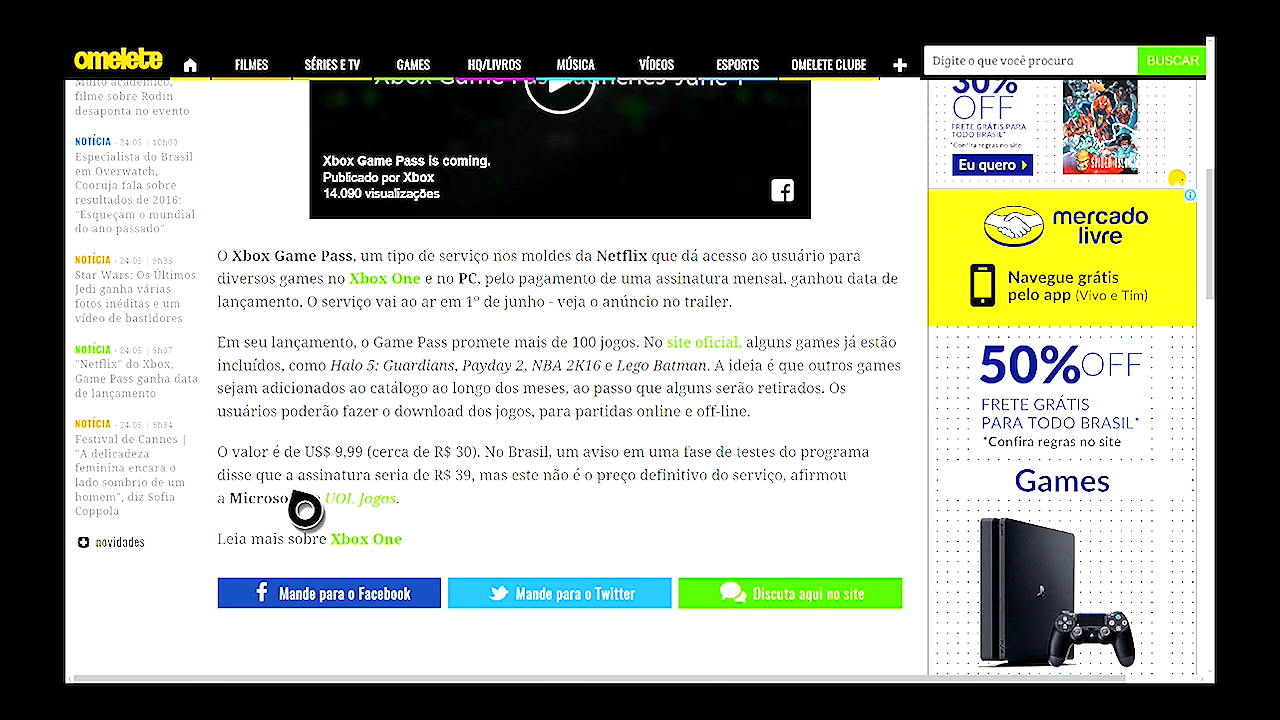 omelete
FILMES
SÉRIES E TV
GAMES
HQ/LIVROS
MÚSICA
VÍDEOS
ESPORTS
OMELETE CLUBE
Digite o que você procura
BUSCAR
Muito acadêmico,
filme sobre Rodin
desaponta no evento
NOTÍCIA - 24.05 | 10h00
Especialista do Brasil
em Overwatch,
Cooruja fala sobre
resultados de 2016:
"Esqueçam o mundial
do ano passado"
NOTÍCIA - 24.05 | 9h33
Star Wars: Os Últimos
Jedi ganha várias
fotos inéditas e um
vídeo de bastidores
NOTÍCIA - 24.05 | 9h07
"Netflix" do Xbox,
Game Pass ganha data
de lançamento
NOTÍCIA - 24.05 | 8h34
Festival de Cannes |
"A delicadeza
feminina encara o
lado sombrio de um
homem", diz Sofia
Coppola
novidades
Xbox Game Pass launches June 1
Xbox Game Pass is coming.
Publicado por Xbox
14.090 visualizações
O Xbox Game Pass, um tipo de serviço nos moldes da Netflix que dá acesso ao usuário para
diversos games no Xbox One e no PC, pelo pagamento de uma assinatura mensal, ganhou data de
lançamento. O serviço vai ao ar em 1º de junho - veja o anúncio no trailer.
Em seu lançamento, o Game Pass promete mais de 100 jogos. No site oficial, alguns games já estão
incluídos como Halo 5: Guardians, Payday 2, NBA 2K16 e Lego Batman. A ideia é que outros games
sejam adicionados ao catálogo ao longo dos meses, ao passo que alguns serão retirados. Os
usuários poderão fazer o download dos jogos, para partidas online e off-line.
O valor é de US$ 9,99 (cerca de R$ 30). No Brasil, um aviso em uma fase de testes do programa
disse que a assinatura seria de R$ 39, mas este não é o preço definitivo do serviço, afirmou
a Microso UOL Jogos.
Leia mais sobre Xbox One
Mande para o Facebook
Mande para o Twitter
Discuta aqui no site
30%
OFF
FRETE GRÁTIS PARA
TODO BRASIL*
*Confira regras no site
Eu quero
SPIDER
mercado
livre
Navegue grátis
pelo app (Vivo e Tim)
50%OFF
FRETE GRÁTIS
PARA TODO BRASIL*
*Confira regras no site
Games